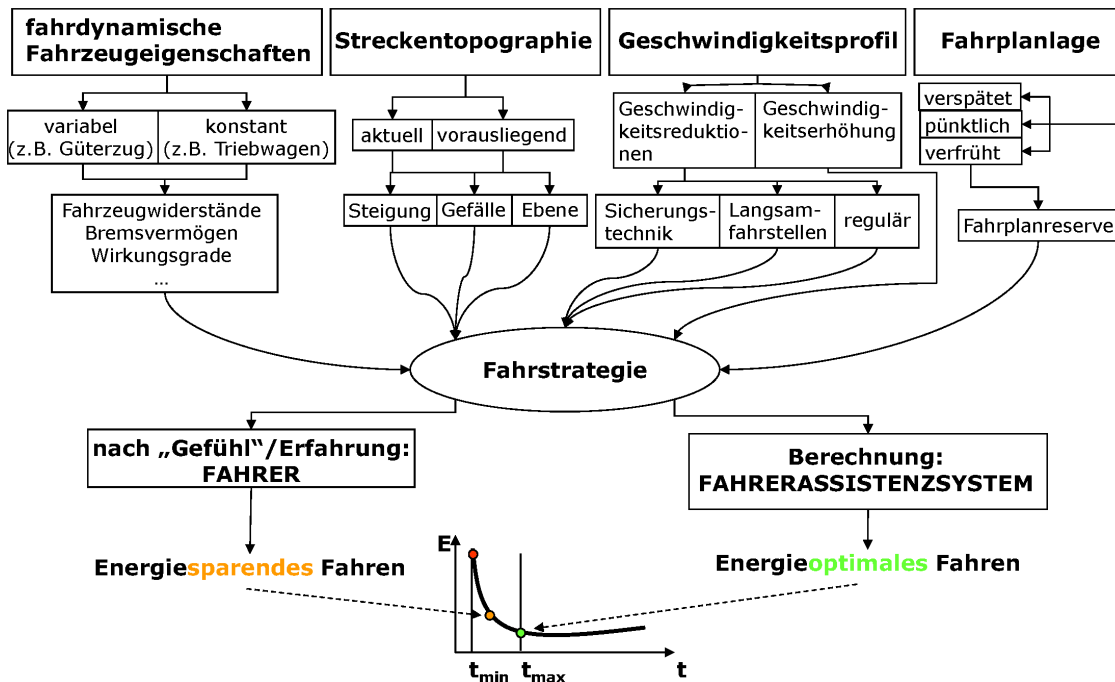 fahrdynamische
Fahrzeugeigenschaften
Streckentopographie
Geschwindigkeitsprofil
Fahrplanlage
variabel
(z.B. Güterzug)
konstant
(z.B. Triebwagen)
aktuell
vorausliegend
Geschwindig-
keitsreduktio-
nen
Geschwindig-
keitserhöhung
verspätet
pünktlich
verfrüht
Fahrzeugwiderstände
Bremsvermögen
Wirkungsgrade
...
Steigung
Gefälle
Ebene
Sicherungs-
technik
Langsam-
fahrstellen
regulär
Fahrplanreserve
Fahrstrategie
nach „Gefühl“/Erfahrung:
FAHRER
Berechnung:
FAHRERASSISTENZSYSTEM
Energiesparendes Fahren
Energieoptimales Fahren
E
t
tmin
tmax